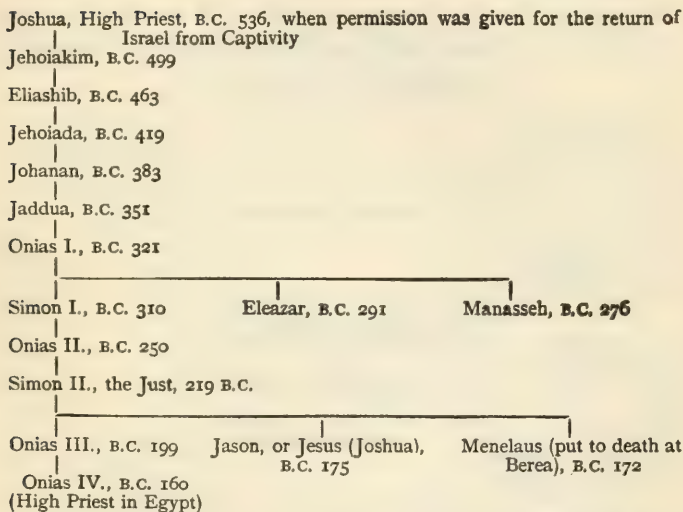 Joshua, High Priest, B.C. 536, when permission was given for the return of
Israel from Captivity
Jehoiakim, B.C. 499
Eliashib, B.C. 463
Jehoiada, B.C. 419
Johanan, B.C. 383
Jaddua, B.C. 351
Onias I., B.C. 321
Simon I., B.C. 310 Eleazar, B.C. 291 Manasseh, B.C. 276
Onias II., B.C. 250
Simon II., the Just, 219 B.C.
Onias III., B.C. 199 Jason, or Jesus (Joshua), Menelaus (put to death at
B.C. 175 Berea), B.C. 172
Onias IV., B.C. 160
(High Priest in Egypt)